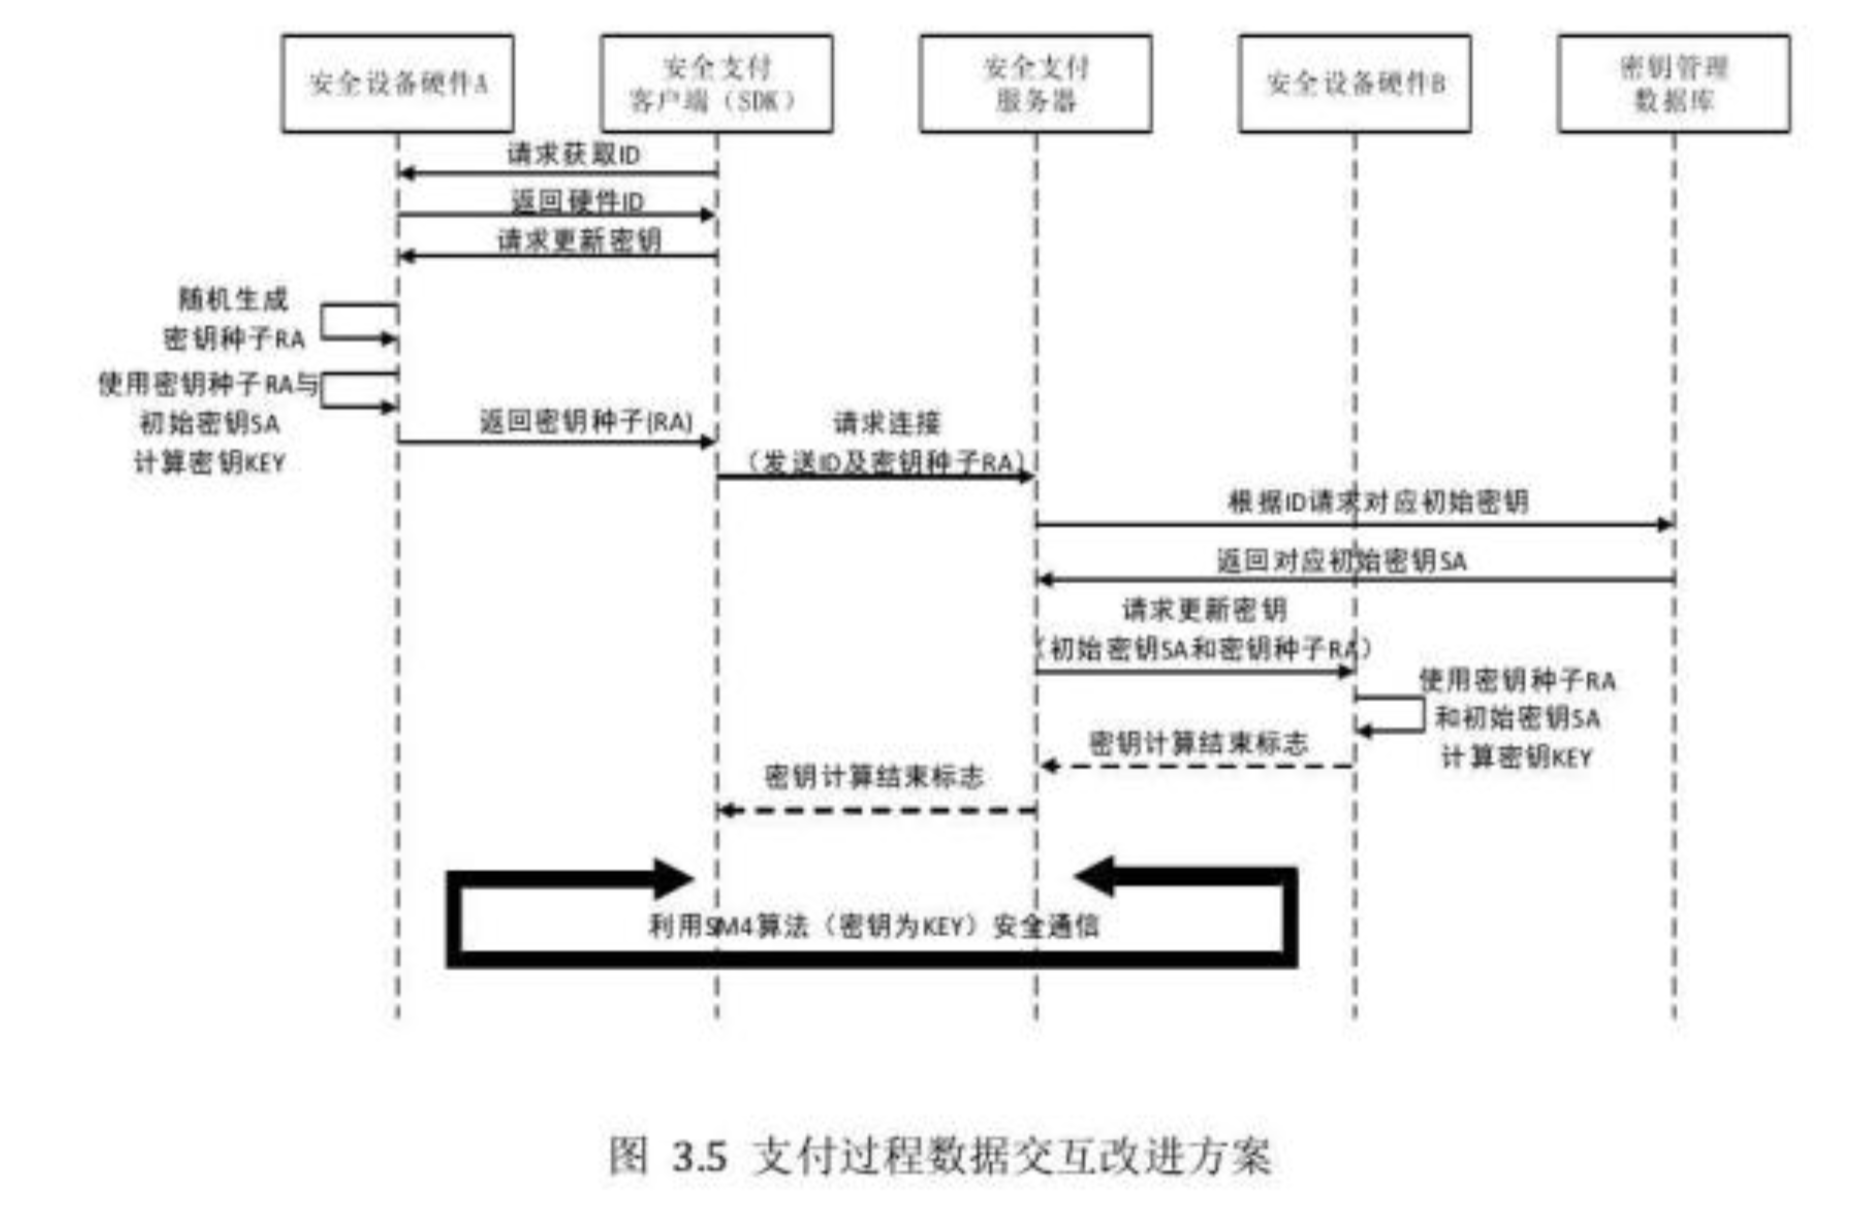 安全设备硬件A
安全支付
客户端（SDK）
安全支付
服务器
安全设备硬件B
密钥管理
数据库
请求获取ID
返回硬件ID
请求更新密钥
随机生成
密钥种子RA
使用密钥种子RA与
初始密钥SA
计算密钥KEY
返回密钥种子(RA)
请求连接
（发送ID及密钥种子RA）
根据ID请求对应初始密钥
返回对应初始密钥SA
请求更新密钥
（初始密钥SA和密钥种子RA）
使用密钥种子RA
和初始密钥SA
计算密钥KEY
密钥计算结束标志
密钥计算结束标志
利用SM4算法（密钥为KEY）安全通信
图 3.5 支付过程数据交互改进方案